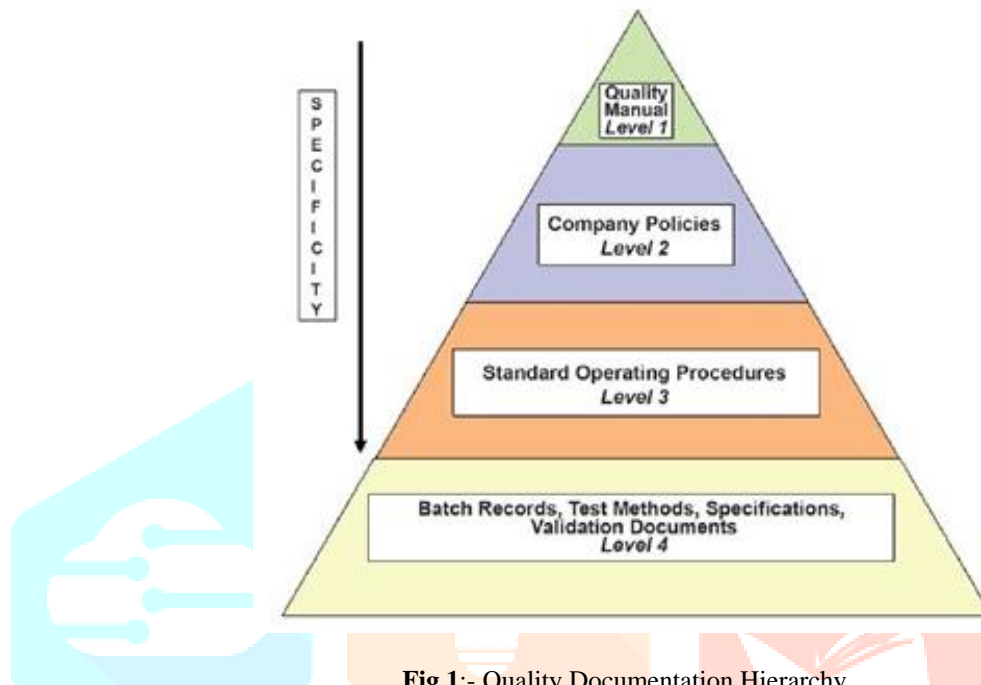 SPECIFICITY
Quality
Manual
Level 1
Company Policies
Level 2
Standard Operating Procedures
Level 3
Batch Records, Test Methods, Specifications,
Validation Documents
Level 4
Fig 1:- Quality Documentation Hierarchy